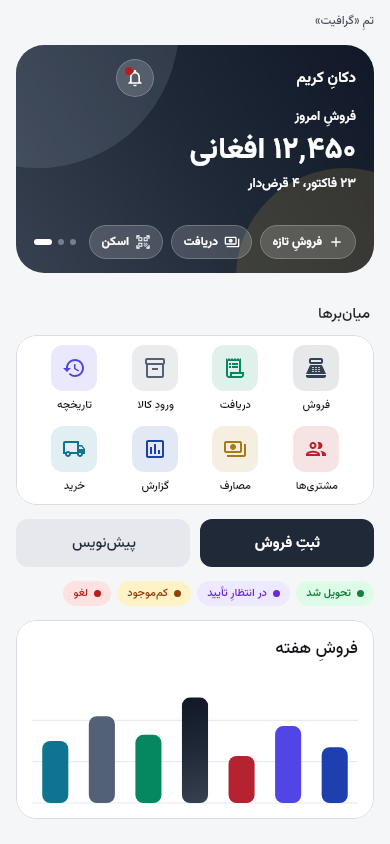 تمِ «گرافیت»
دکانِ کریم
فروشِ امروز
۱۲,۴۵۰ افغانی
۲۳ فاکتور، ۴ قرض‌دار
فروشِ تازه
دریافت
اسکن
میان‌برها
فروش
دریافت
ورودِ کالا
تاریخچه
مشتری‌ها
مصارف
گزارش
خرید
ثبتِ فروش
پیش‌نویس
تحویل شد
در انتظارِ تأیید
کم‌موجود
لغو
فروشِ هفته